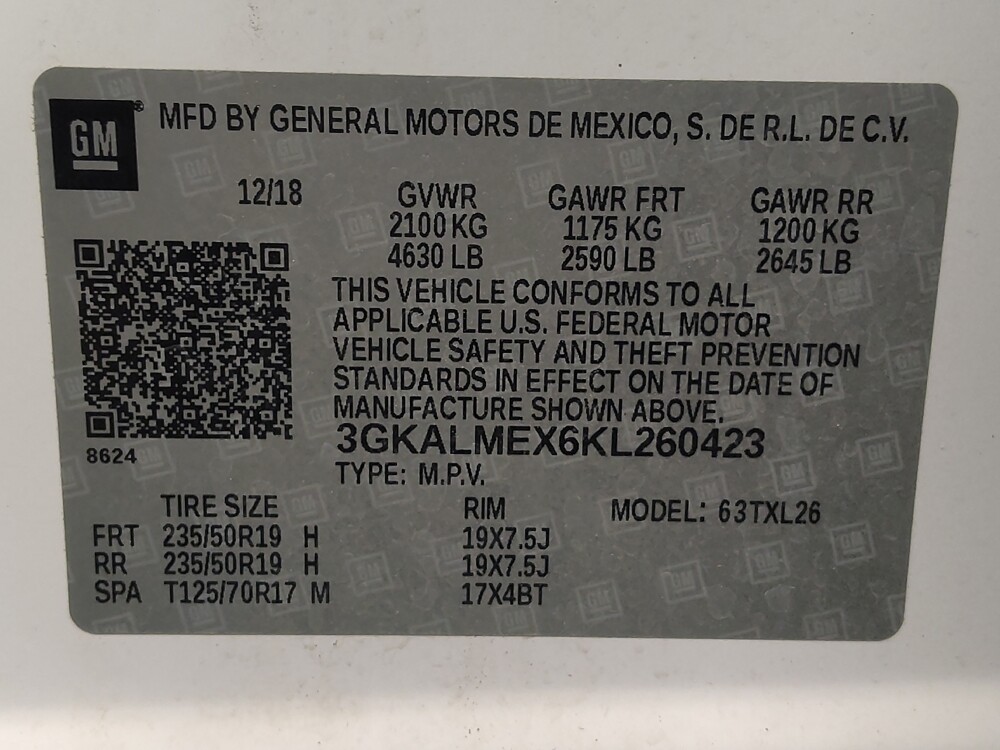 GM® MFD BY GENERAL MOTORS DE MEXICO, S. DE R.L. DE C.V.
12/18 GVWR GAWR FRT GAWR RR
2100 KG 1175 KG 1200 KG
4630 LB 2590 LB 2645 LB
THIS VEHICLE CONFORMS TO ALL
APPLICABLE U.S. FEDERAL MOTOR
VEHICLE SAFETY AND THEFT PREVENTION
STANDARDS IN EFFECT ON THE DATE OF
MANUFACTURE SHOWN ABOVE.
3GKALMEX6KL260423
8624
TYPE: M.P.V.
TIRE SIZE RIM MODEL: 63TXL26
FRT 235/50R19 H 19X7.5J
RR 235/50R19 H 19X7.5J
SPA T125/70R17 M 17X4BT